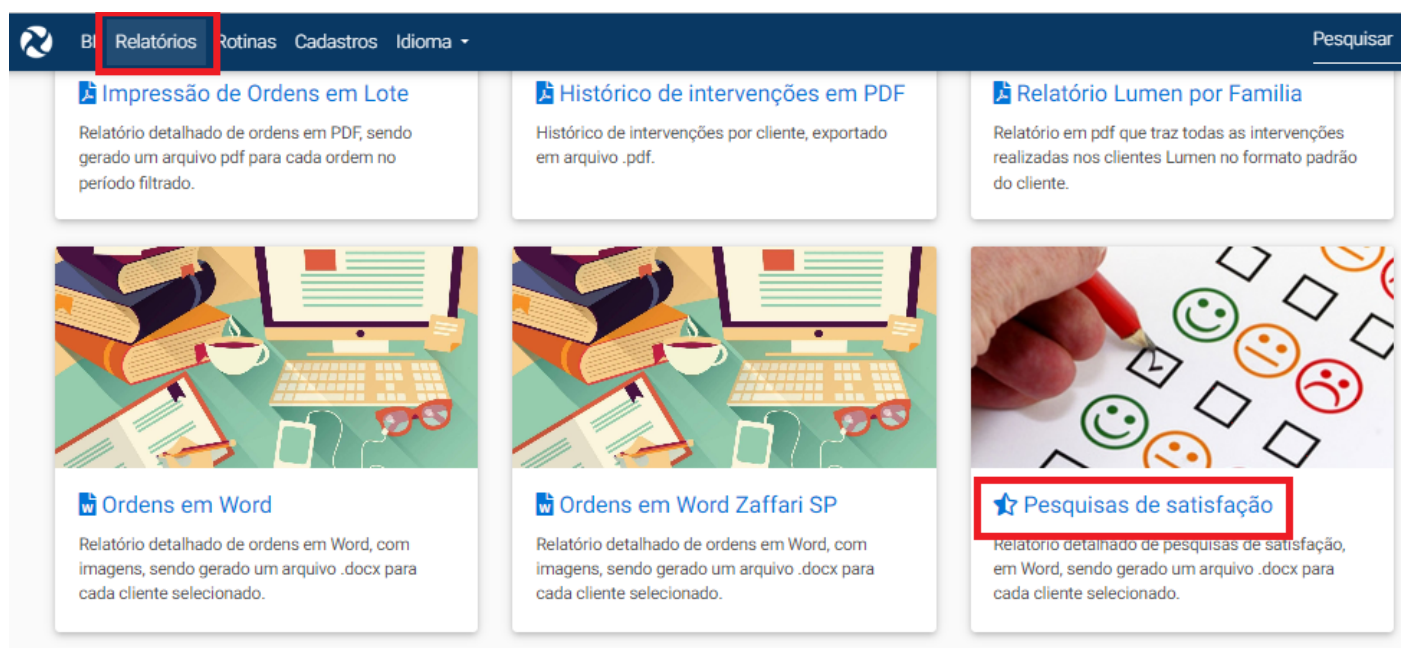 BI Relatórios Rotinas Cadastros Idioma Pesquisar
Impressão de Ordens em Lote
Relatório detalhado de ordens em PDF, sendo
gerado um arquivo pdf para cada ordem no
período filtrado.
Histórico de intervenções em PDF
Histórico de intervenções por cliente, exportado
em arquivo .pdf.
Relatório Lumen por Familia
Relatório em pdf que traz todas as intervenções
realizadas nos clientes Lumen no formato padrão
do cliente.
Ordens em Word
Relatório detalhado de ordens em Word, com
imagens, sendo gerado um arquivo .docx para
cada cliente selecionado.
Ordens em Word Zaffari SP
Relatório detalhado de ordens em Word, com
imagens, sendo gerado um arquivo .docx para
cada cliente selecionado.
Pesquisas de satisfação
Relatório detalhado de pesquisas de satisfação,
em Word, sendo gerado um arquivo .docx para
cada cliente selecionado.